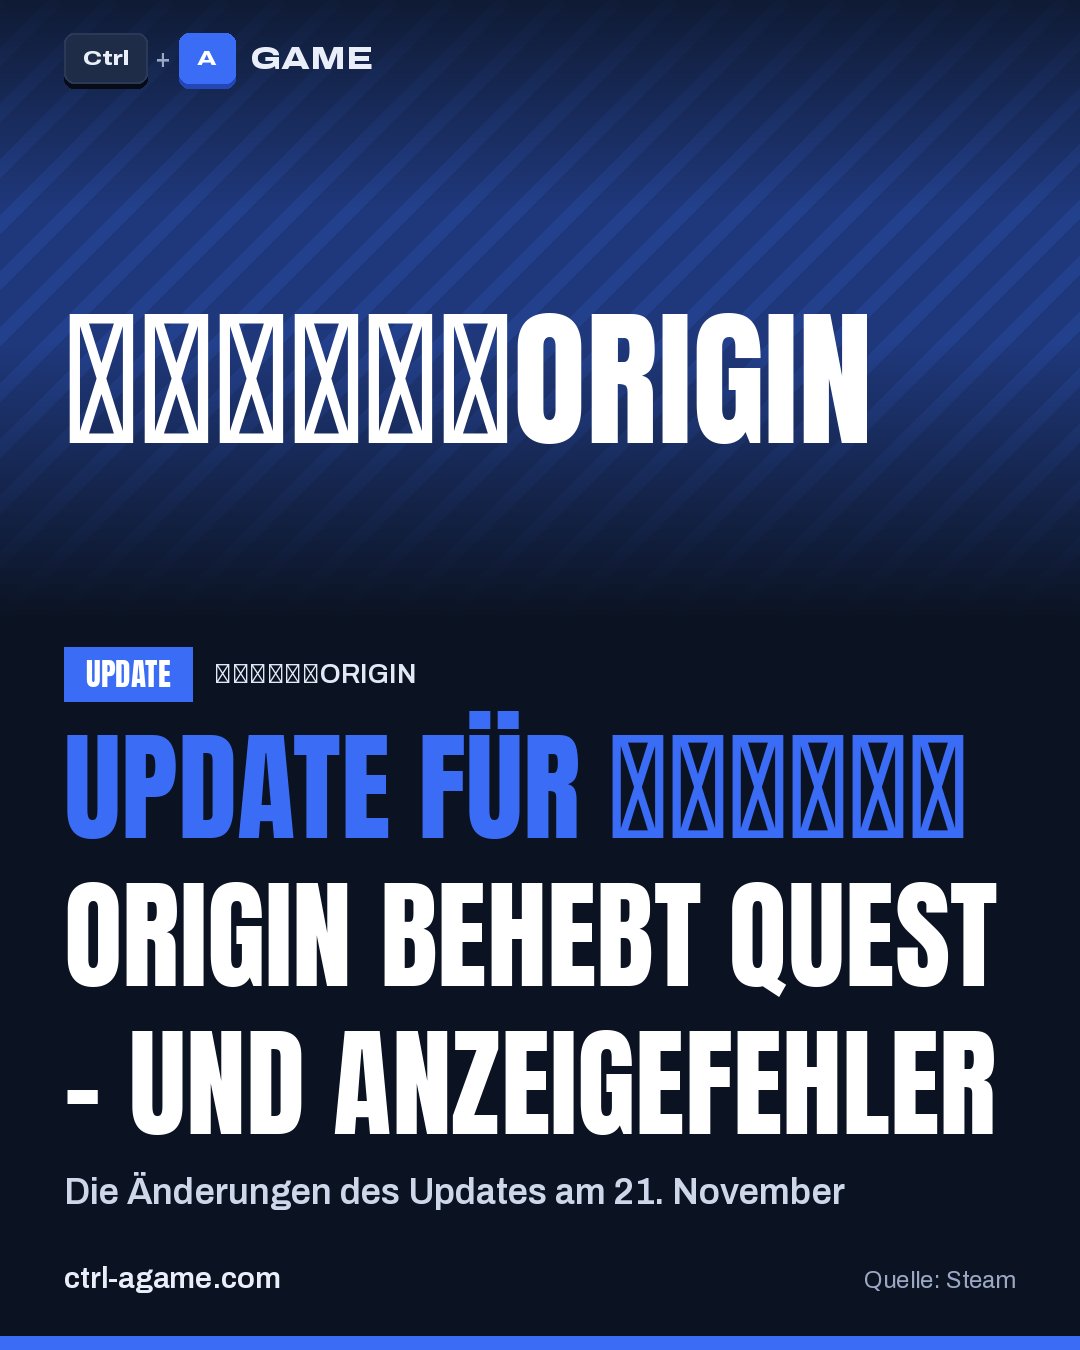 Ctrl + A GAME
ORIGIN
UPDATE ORIGIN
UPDATE FÜR
ORIGIN BEHEBT QUEST
- UND ANZEIGEFEHLER
Die Änderungen des Updates am 21. November
ctrl-agame.com
Quelle: Steam